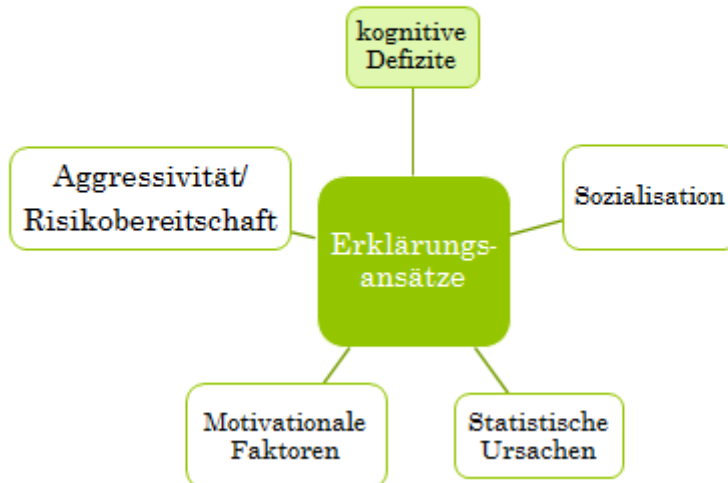 kognitive
Defizite
Aggressivität/
Risikobereitschaft
Sozialisation
Erklärungs-
ansätze
Motivationale
Faktoren
Statistische
Ursachen